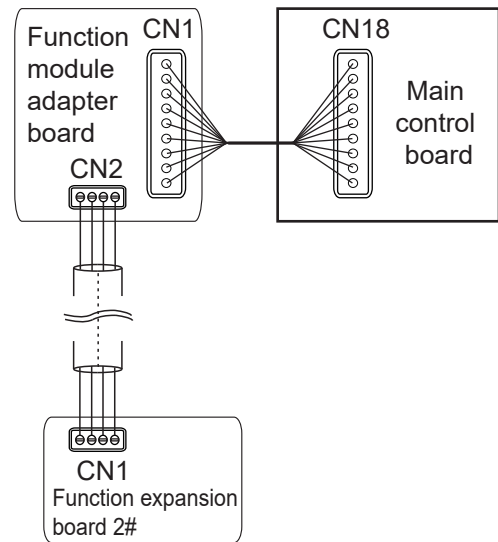 Function
module
adapter
board
CN1
CN2
CN18
Main
control
board
CN1
Function expansion
board 2#